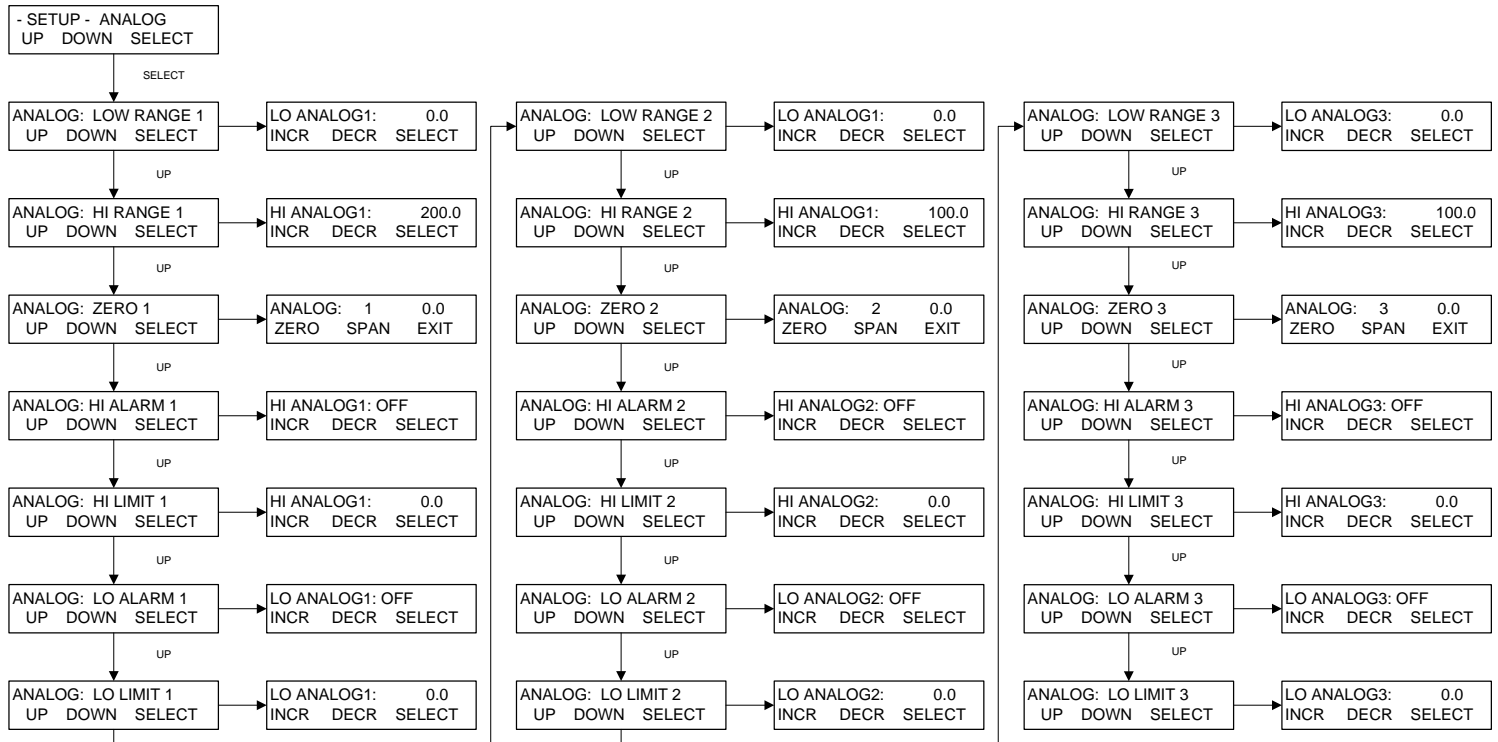 - SETUP - ANALOG
UP DOWN SELECT
SELECT
ANALOG: LOW RANGE 1
UP DOWN SELECT
LO ANALOG1: 0.0
INCR DECR SELECT
UP
ANALOG: HI RANGE 1
UP DOWN SELECT
HI ANALOG1: 200.0
INCR DECR SELECT
UP
ANALOG: ZERO 1
UP DOWN SELECT
ANALOG: 1 0.0
ZERO SPAN EXIT
UP
ANALOG: HI ALARM 1
UP DOWN SELECT
HI ANALOG1: OFF
INCR DECR SELECT
UP
ANALOG: HI LIMIT 1
UP DOWN SELECT
HI ANALOG1: 0.0
INCR DECR SELECT
UP
ANALOG: LO ALARM 1
UP DOWN SELECT
LO ANALOG1: OFF
INCR DECR SELECT
UP
ANALOG: LO LIMIT 1
UP DOWN SELECT
LO ANALOG1: 0.0
INCR DECR SELECT
ANALOG: LOW RANGE 2
UP DOWN SELECT
LO ANALOG1: 0.0
INCR DECR SELECT
UP
ANALOG: HI RANGE 2
UP DOWN SELECT
HI ANALOG1: 100.0
INCR DECR SELECT
UP
ANALOG: ZERO 2
UP DOWN SELECT
ANALOG: 2 0.0
ZERO SPAN EXIT
UP
ANALOG: HI ALARM 2
UP DOWN SELECT
HI ANALOG2: OFF
INCR DECR SELECT
UP
ANALOG: HI LIMIT 2
UP DOWN SELECT
HI ANALOG2: 0.0
INCR DECR SELECT
UP
ANALOG: LO ALARM 2
UP DOWN SELECT
LO ANALOG2: OFF
INCR DECR SELECT
UP
ANALOG: LO LIMIT 2
UP DOWN SELECT
LO ANALOG2: 0.0
INCR DECR SELECT
ANALOG: LOW RANGE 3
UP DOWN SELECT
LO ANALOG3: 0.0
INCR DECR SELECT
UP
ANALOG: HI RANGE 3
UP DOWN SELECT
HI ANALOG3: 100.0
INCR DECR SELECT
UP
ANALOG: ZERO 3
UP DOWN SELECT
ANALOG: 3 0.0
ZERO SPAN EXIT
UP
ANALOG: HI ALARM 3
UP DOWN SELECT
HI ANALOG3: OFF
INCR DECR SELECT
UP
ANALOG: HI LIMIT 3
UP DOWN SELECT
HI ANALOG3: 0.0
INCR DECR SELECT
UP
ANALOG: LO ALARM 3
UP DOWN SELECT
LO ANALOG3: OFF
INCR DECR SELECT
UP
ANALOG: LO LIMIT 3
UP DOWN SELECT
LO ANALOG3: 0.0
INCR DECR SELECT